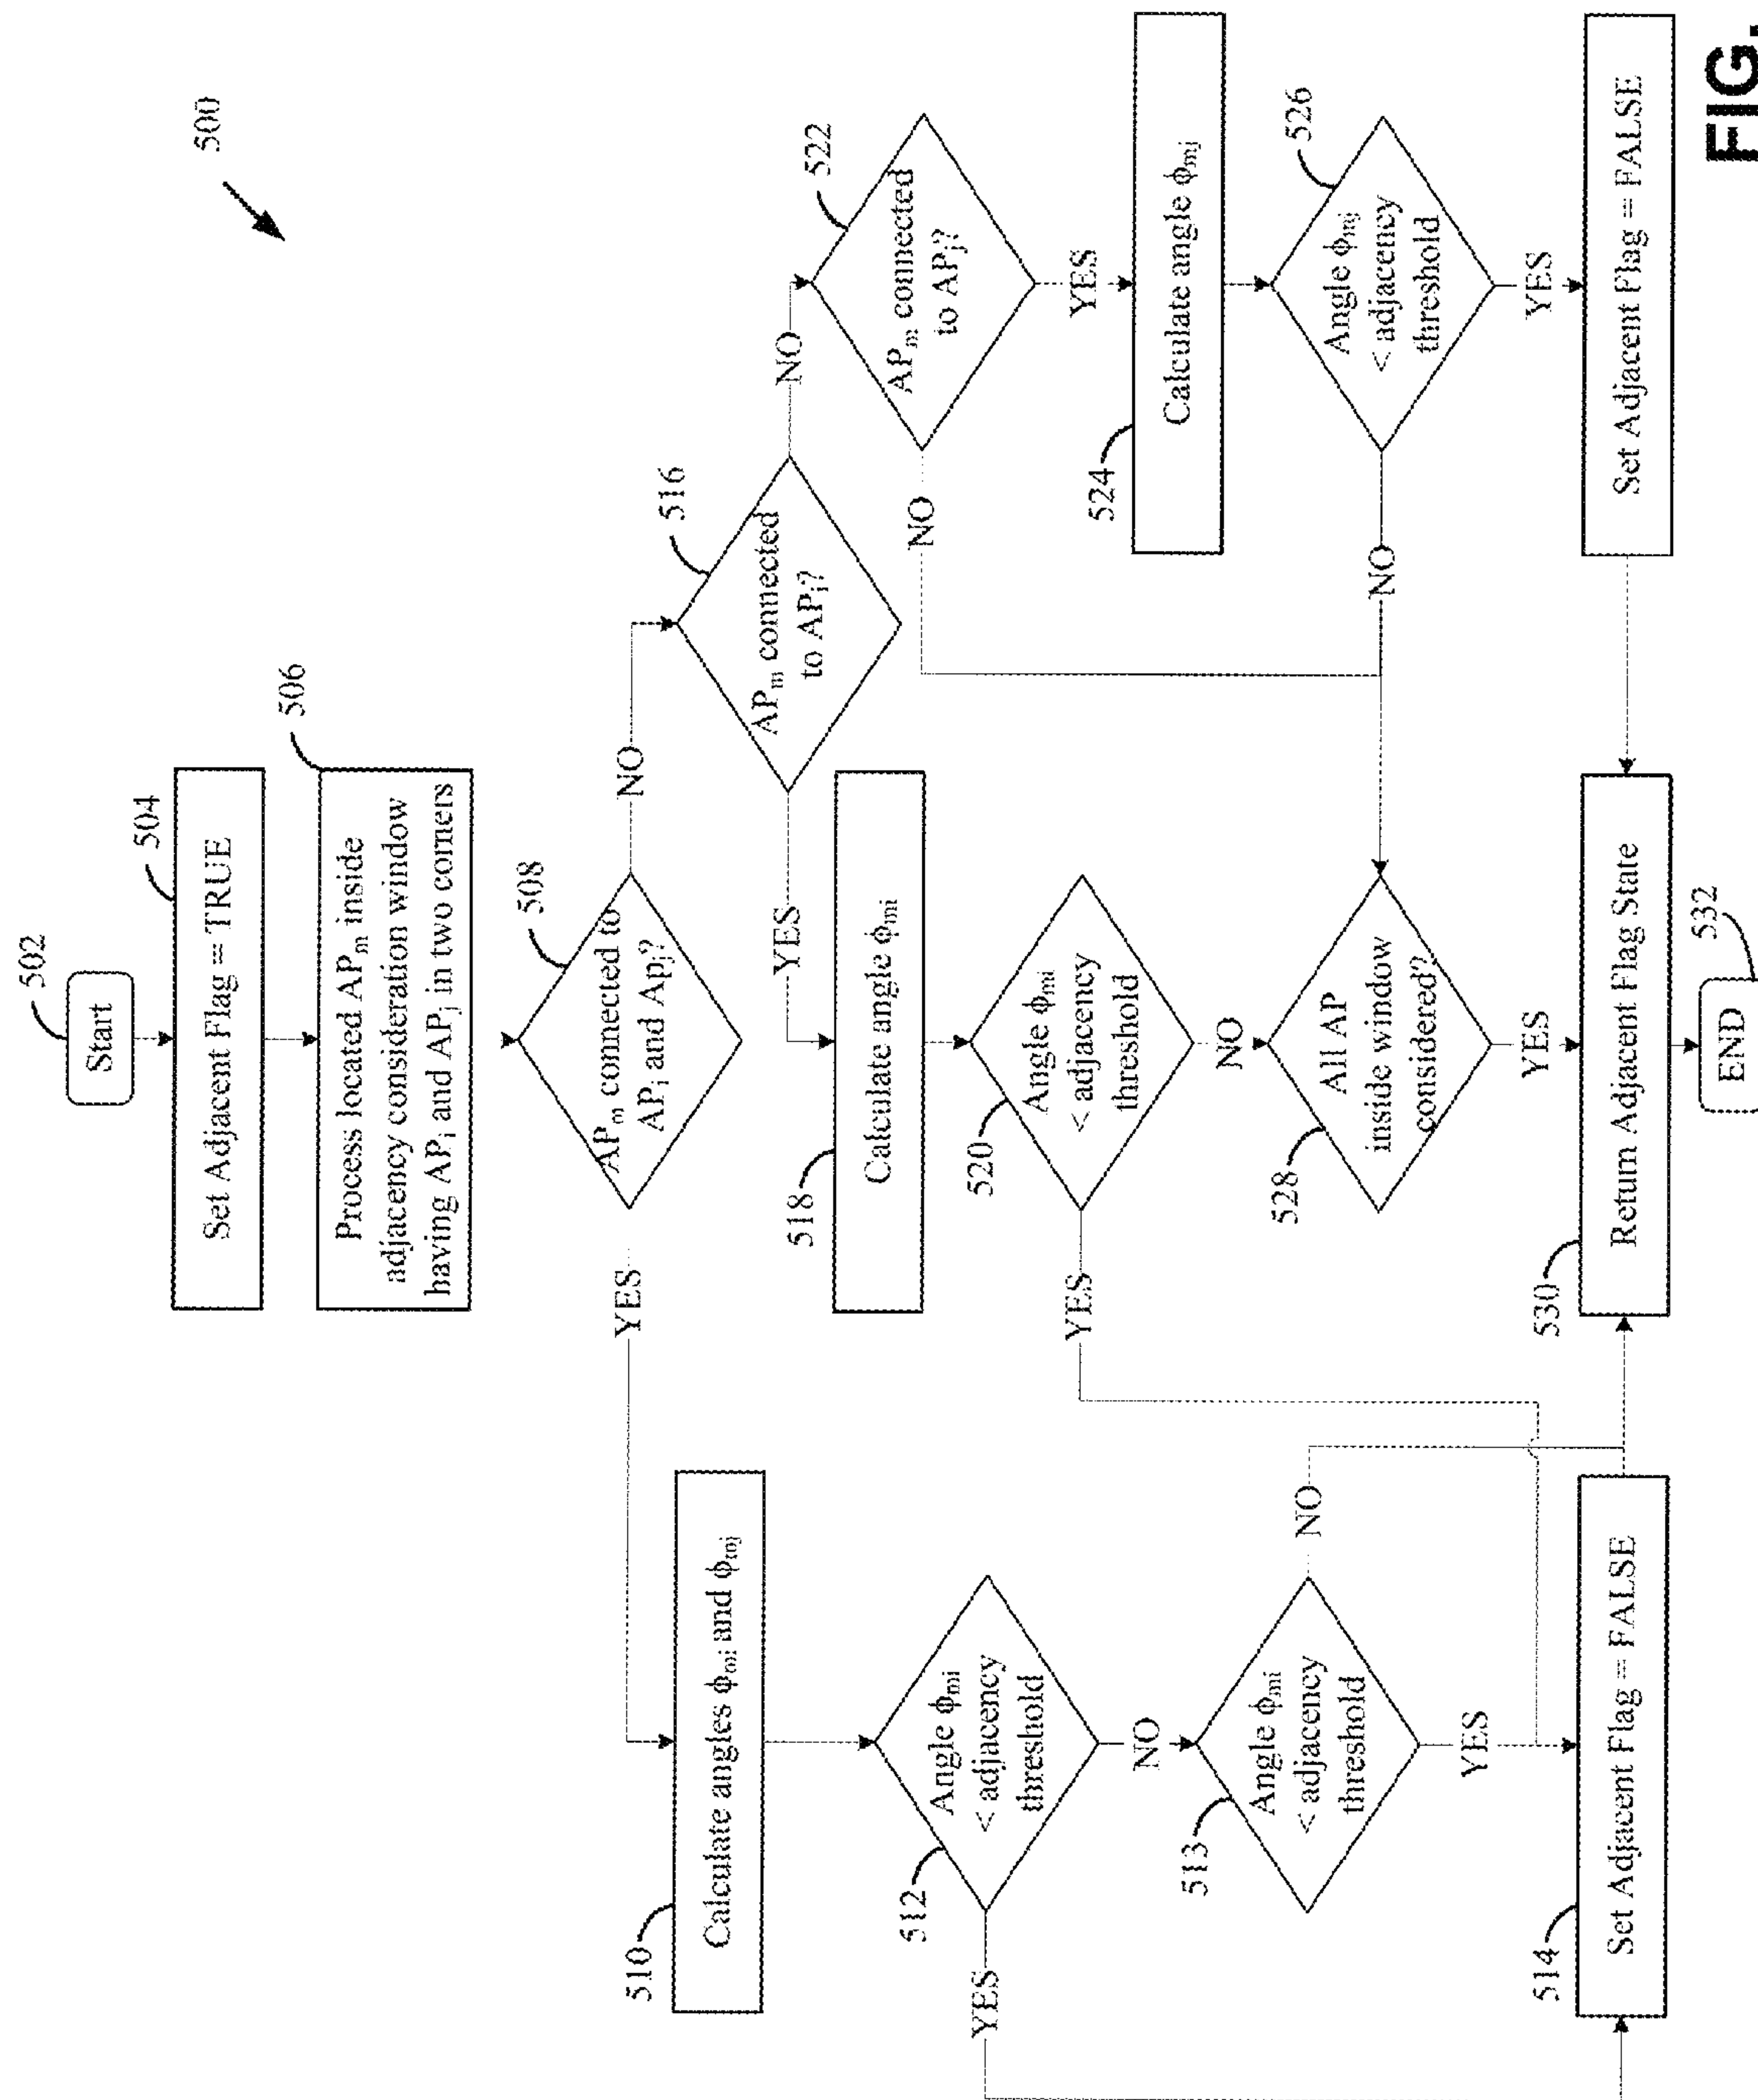 500
502
Start
504
Set Adjacent Flag = TRUE
506
Process located APm inside
adjacency consideration window
having APi and APj in two corners
508
APm connected to
APi and Apj?
YES
NO
510
Calculate angles ϕmi and ϕmj
516
APm connected
to APi?
YES
NO
522
APm connected
to APj?
NO
YES
518
Calculate angle ϕmi
524
Calculate angle ϕmj
512
Angle ϕmi
< adjacency
threshold
YES
NO
520
Angle ϕmi
< adjacency
threshold
YES
NO
526
Angle ϕmj
< adjacency
threshold
NO
YES
513
Angle ϕmi
< adjacency
threshold
NO
YES
528
All AP
inside window
considered?
YES
514
Set Adjacent Flag = FALSE
530
Return Adjacent Flag State
Set Adjacent Flag = FALSE
532
END
FIG.